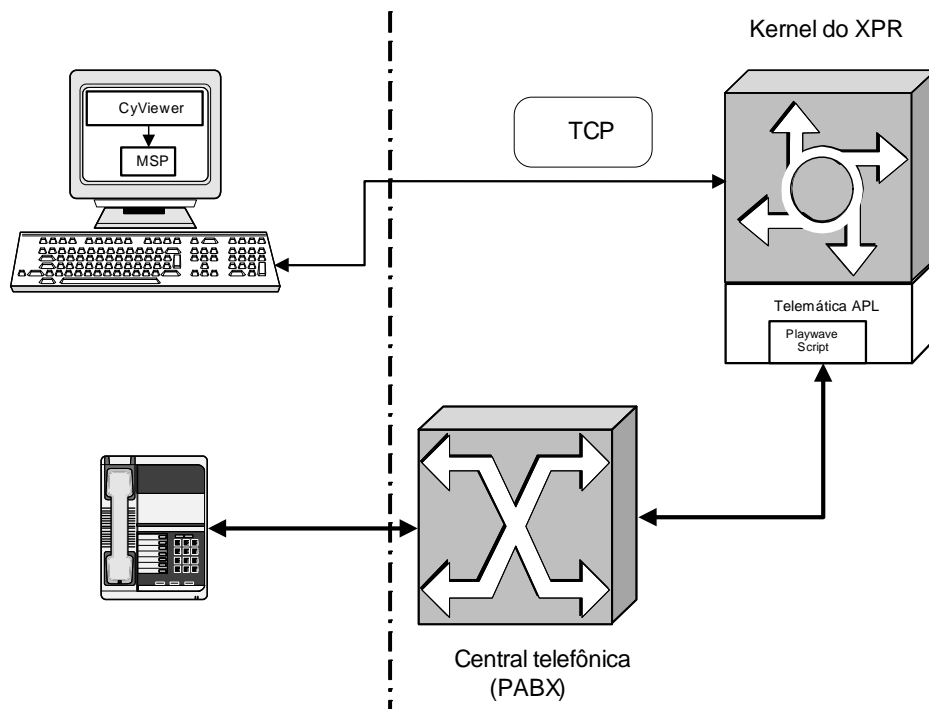 Kernel do XPR
CyViewer
MSP
TCP
Telemática APL
Playwave
Script
Central telefônica
(PABX)